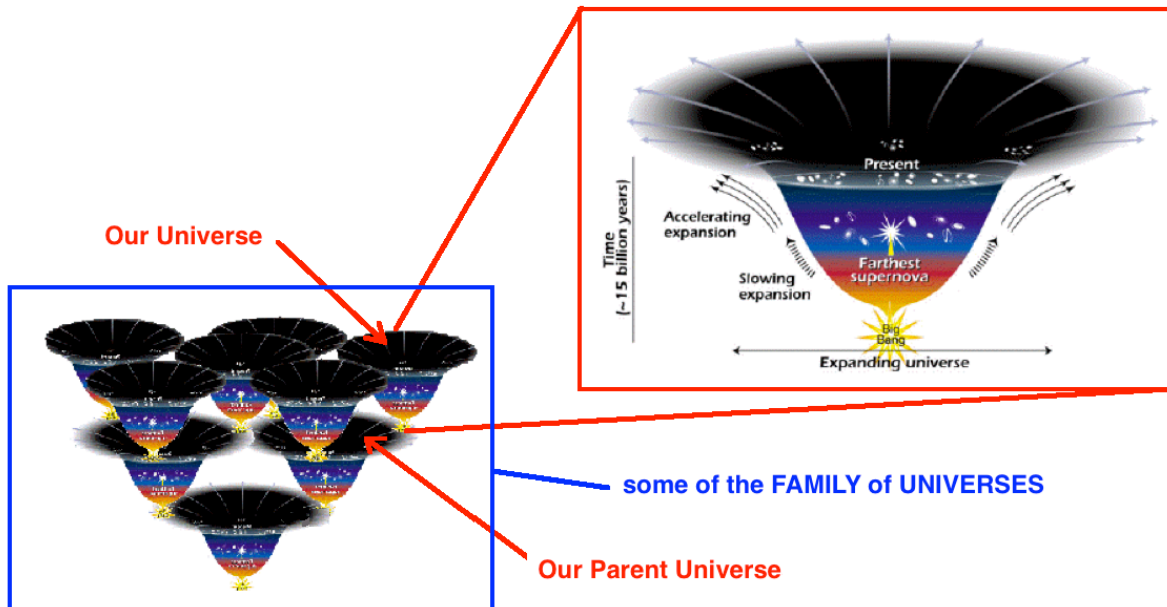 Present
Accelerating
expansion
Time
(~15 billion years)
Farthest
supernova
Slowing
expansion
Big
Bang
Expanding universe
Our Universe
some of the FAMILY of UNIVERSES
Our Parent Universe